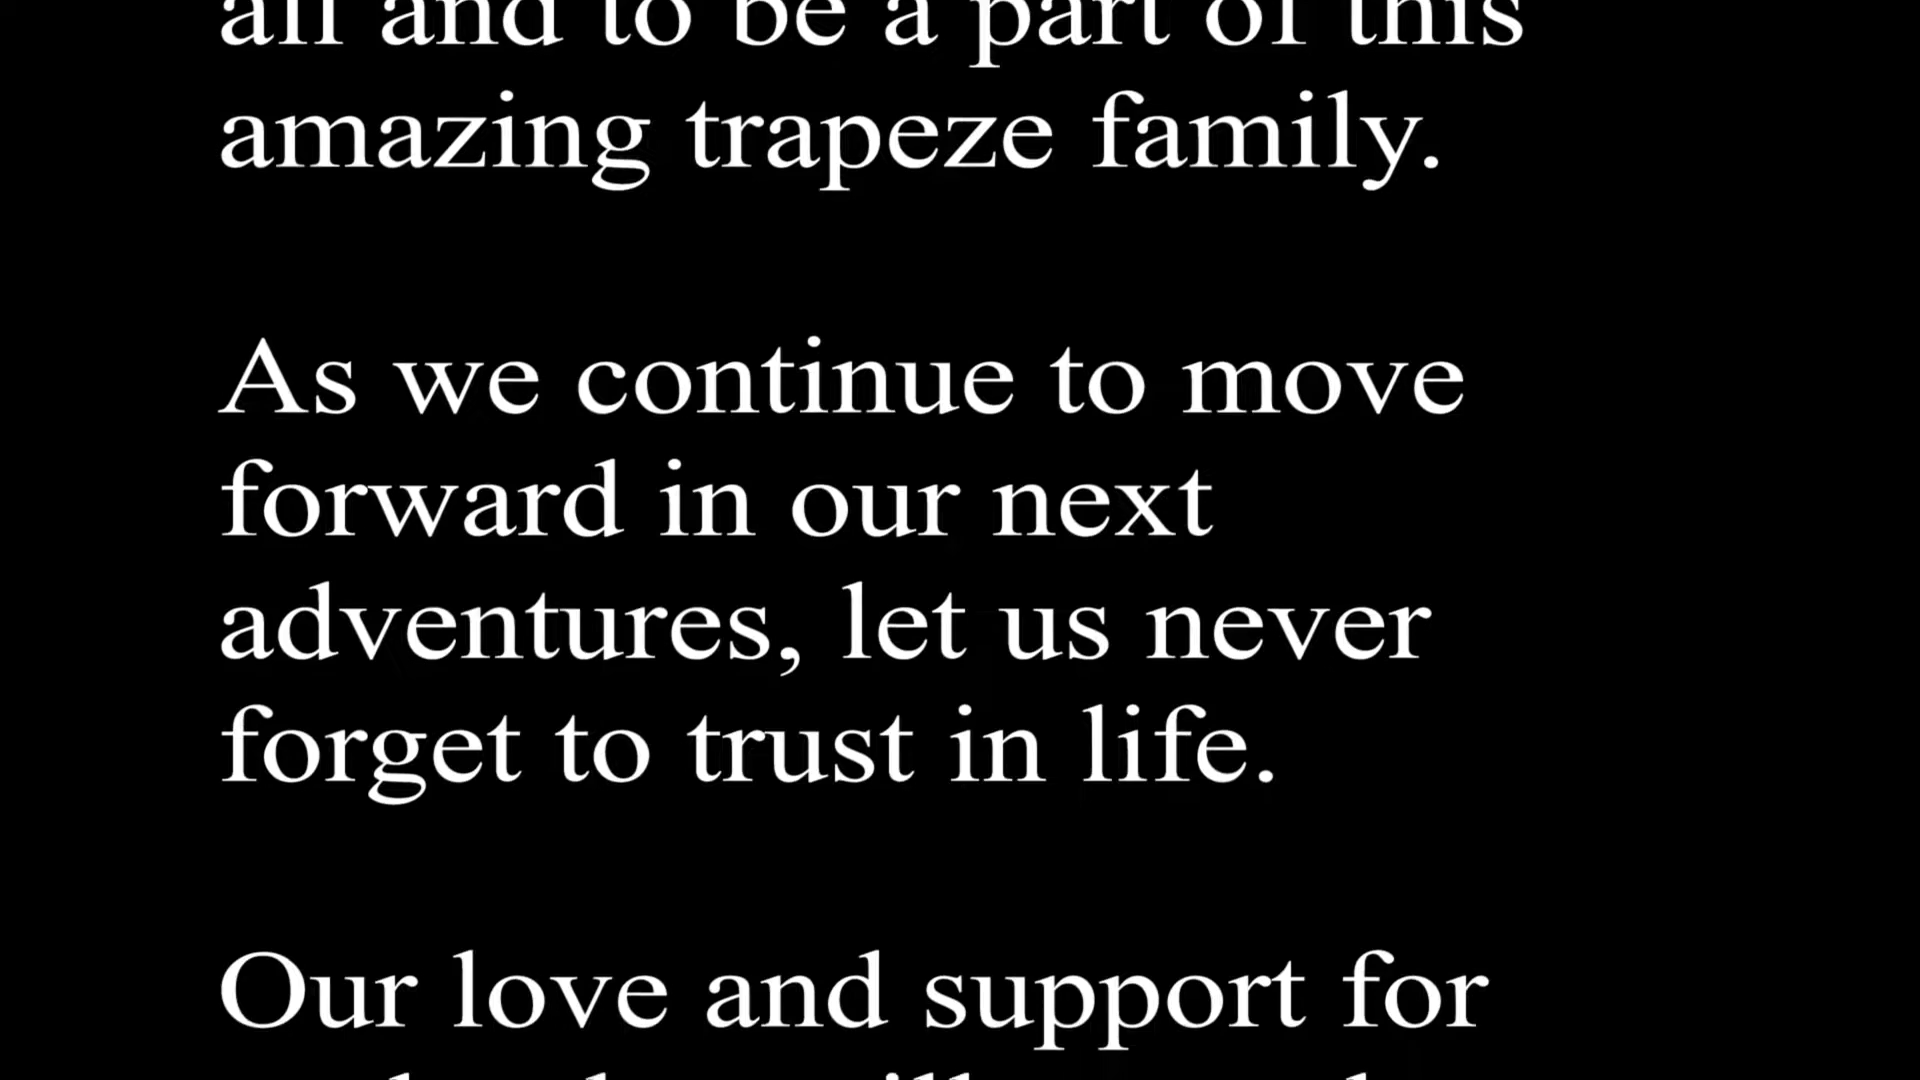 all and to be a part of this
amazing trapeze family.
As we continue to move
forward in our next
adventures, let us never
forget to trust in life.
Our love and support for